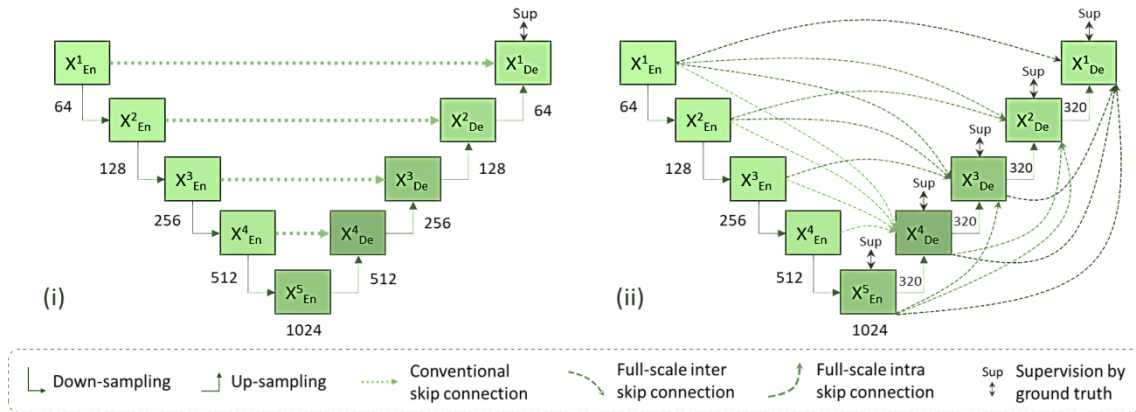 Sup
X¹En
X¹De
64
64
X²En
X²De
128
128
X³En
X³De
256
256
X⁴En
X⁴De
512
512
X⁵En
1024
(i)
Sup
X¹En
X¹De
64
Sup
320
X²En
X²De
128
Sup
320
X³En
X³De
256
Sup
320
X⁴En
X⁴De
512
Sup
320
X⁵En
1024
(ii)
Down-sampling
Up-sampling
Conventional
skip connection
Full-scale inter
skip connection
Full-scale intra
skip connection
Sup
Supervision by
ground truth